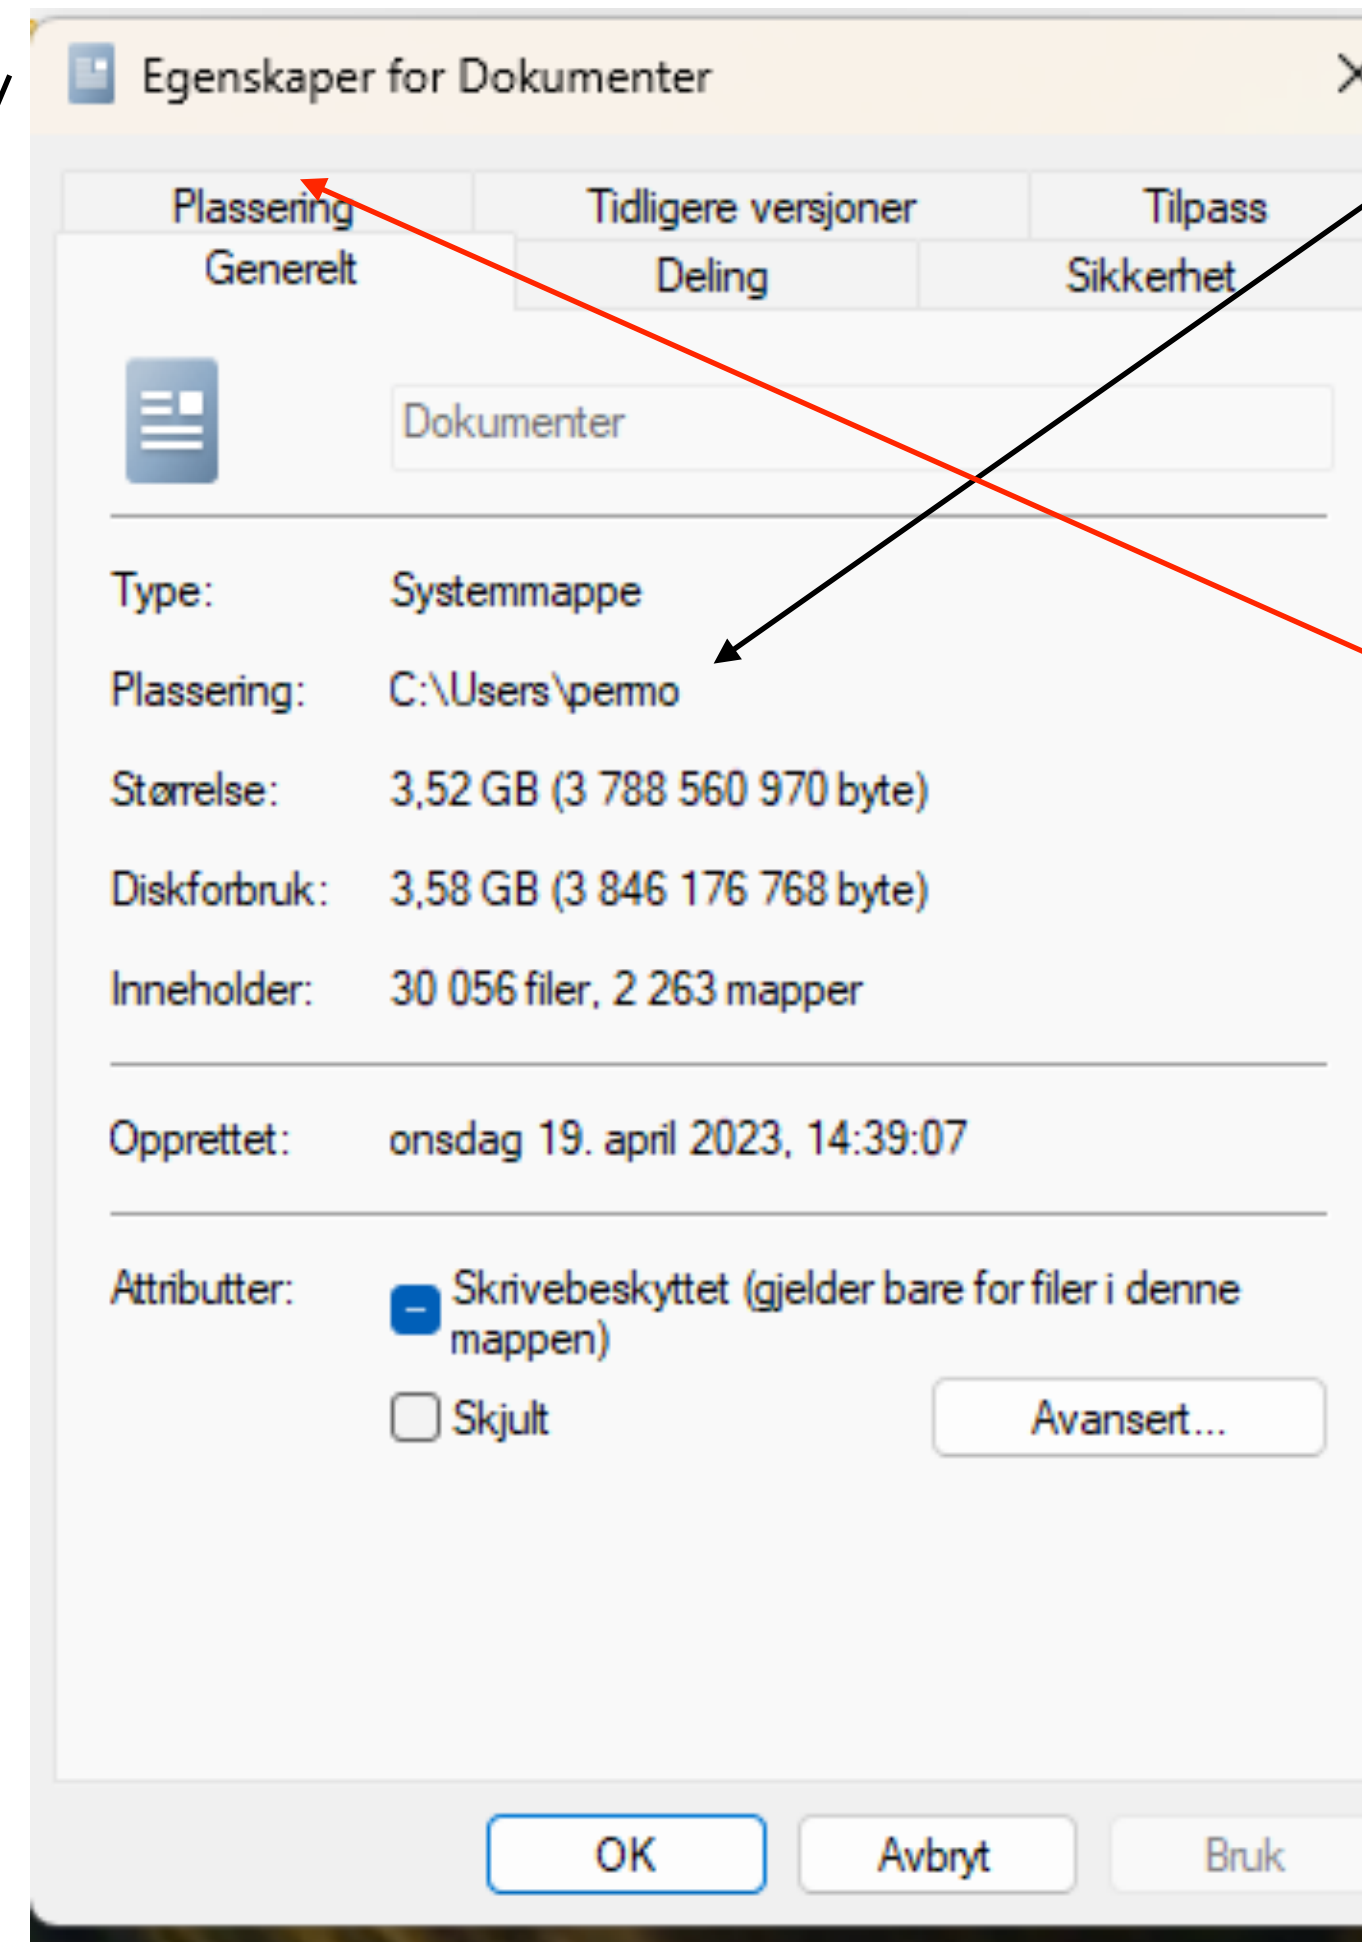 Egenskaper for Dokumenter
Plassering Tidligere versjoner Tilpass
Generelt Deling Sikkerhet
Dokumenter
Type: Systemmappe
Plassering: C:\Users\permo
Størrelse: 3,52 GB (3 788 560 970 byte)
Diskforbruk: 3,58 GB (3 846 176 768 byte)
Inneholder: 30 056 filer, 2 263 mapper
Opprettet: onsdag 19. april 2023, 14:39:07
Attributter: Skrivebeskyttet (gjelder bare for filer i denne
mappen)
Skjult Avansert...
OK Avbryt Bruk